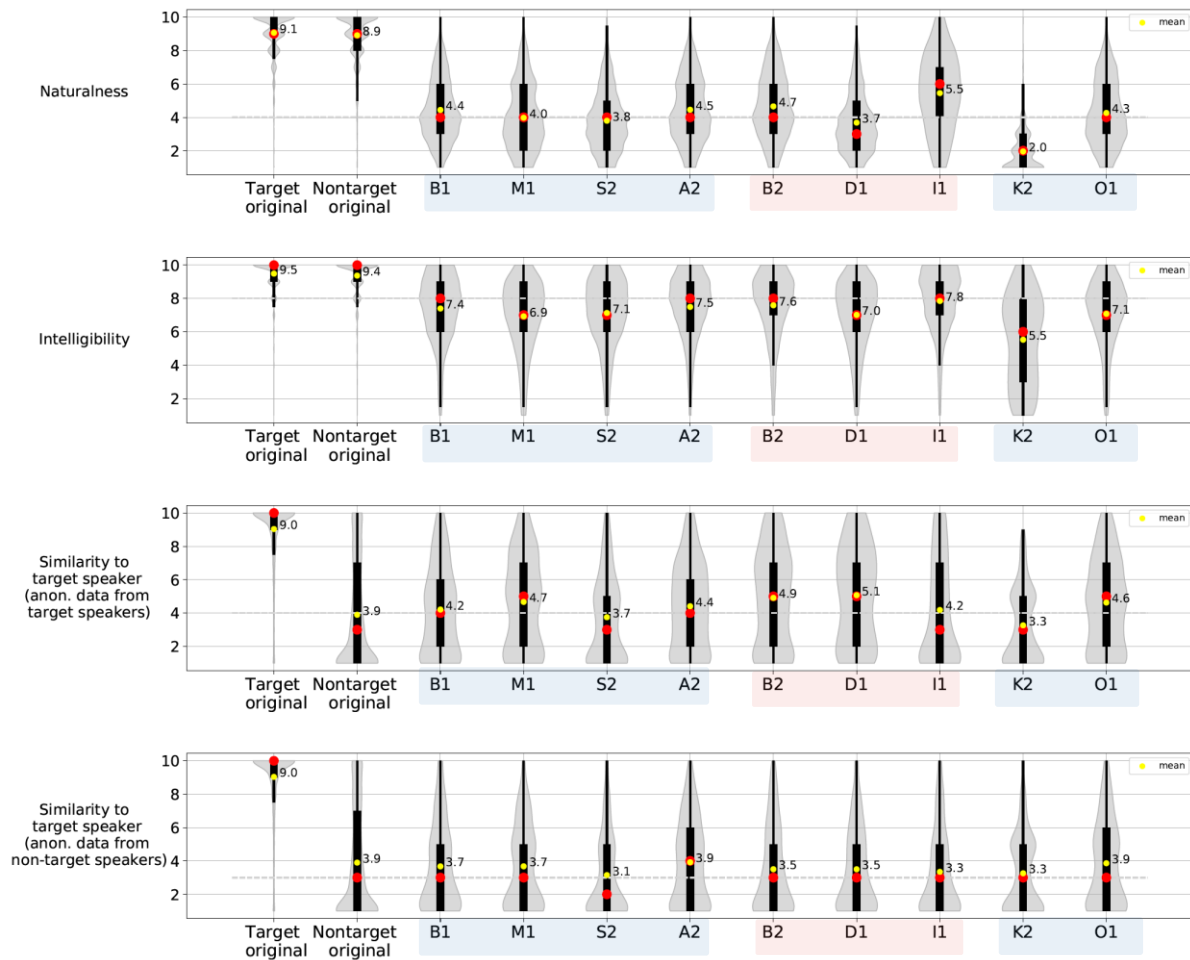 10
8
6
4
2
Naturalness
9.1 8.9 4.4 4.0 3.8 4.5 4.7 3.7 5.5 2.0 4.3
mean
Target original
Nontarget original
B1 M1 S2 A2 B2 D1 I1 K2 O1
10
8
6
4
2
Intelligibility
9.5 9.4 7.4 6.9 7.1 7.5 7.6 7.0 7.8 5.5 7.1
mean
Target original
Nontarget original
B1 M1 S2 A2 B2 D1 I1 K2 O1
10
8
6
4
2
Similarity to
target speaker
(anon. data from
target speakers)
9.0 3.9 4.2 4.7 3.7 4.4 4.9 5.1 4.2 3.3 4.6
mean
Target original
Nontarget original
B1 M1 S2 A2 B2 D1 I1 K2 O1
10
8
6
4
2
Similarity to
target speaker
(anon. data from
non-target speakers)
9.0 3.9 3.7 3.7 3.1 3.9 3.5 3.5 3.3 3.3 3.9
mean
Target original
Nontarget original
B1 M1 S2 A2 B2 D1 I1 K2 O1